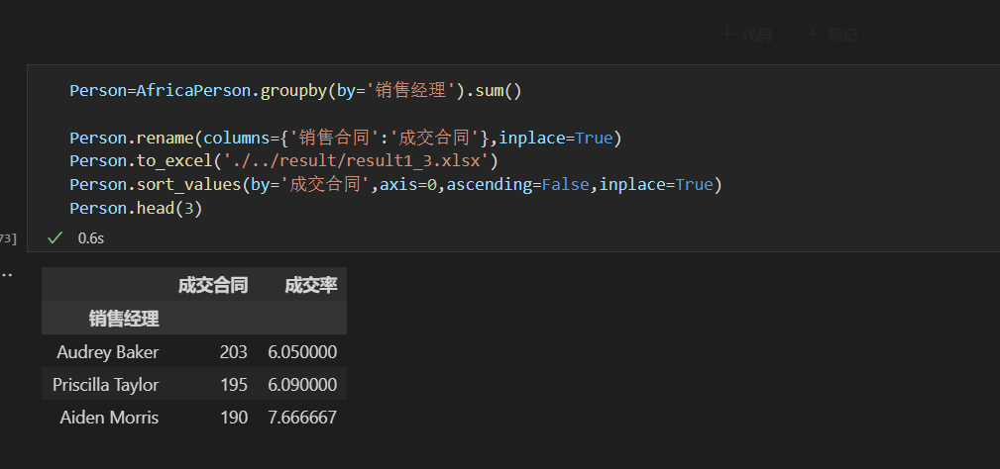 + 代码 + 标记
Person=AfricaPerson.groupby(by='销售经理').sum()
Person.rename(columns={'销售合同':'成交合同'},inplace=True)
Person.to_excel('./../result/result1_3.xlsx')
Person.sort_values(by='成交合同',axis=0,ascending=False,inplace=True)
Person.head(3)
73] 0.6s
成交合同 成交率
销售经理
Audrey Baker 203 6.050000
Priscilla Taylor 195 6.090000
Aiden Morris 190 7.666667